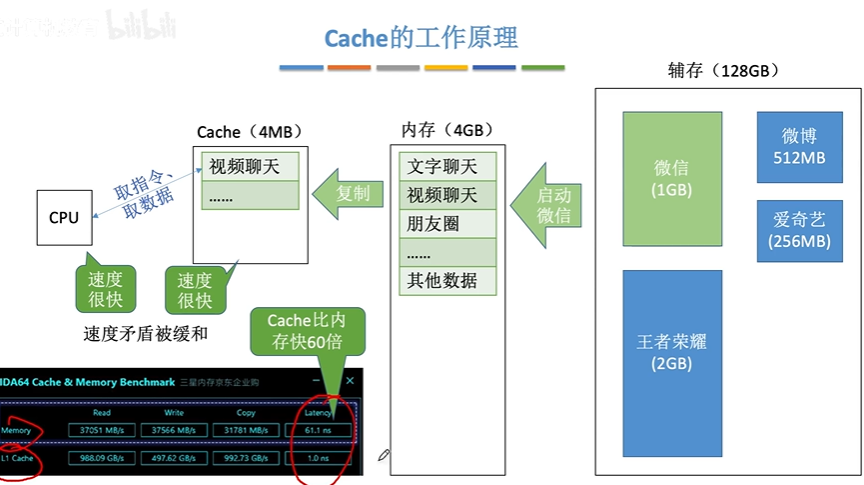 bilibili
Cache的工作原理
辅存（128GB）
Cache（4MB）
内存（4GB）
视频聊天
……
文字聊天
视频聊天
朋友圈
……
其他数据
复制
启动
微信
微信
(1GB)
微博
512MB
爱奇艺
(256MB)
王者荣耀
(2GB)
CPU
取指令、
取数据
速度
很快
速度
很快
速度矛盾被缓和
Cache比内
存快60倍
IDA64 Cache & Memory Benchmark 三星内存京东企业购
Read Write Copy Latency
Memory 37051 MB/s 37566 MB/s 31781 MB/s 61.1 ns
L1 Cache 988.09 GB/s 497.62 GB/s 992.73 GB/s 1.0 ns